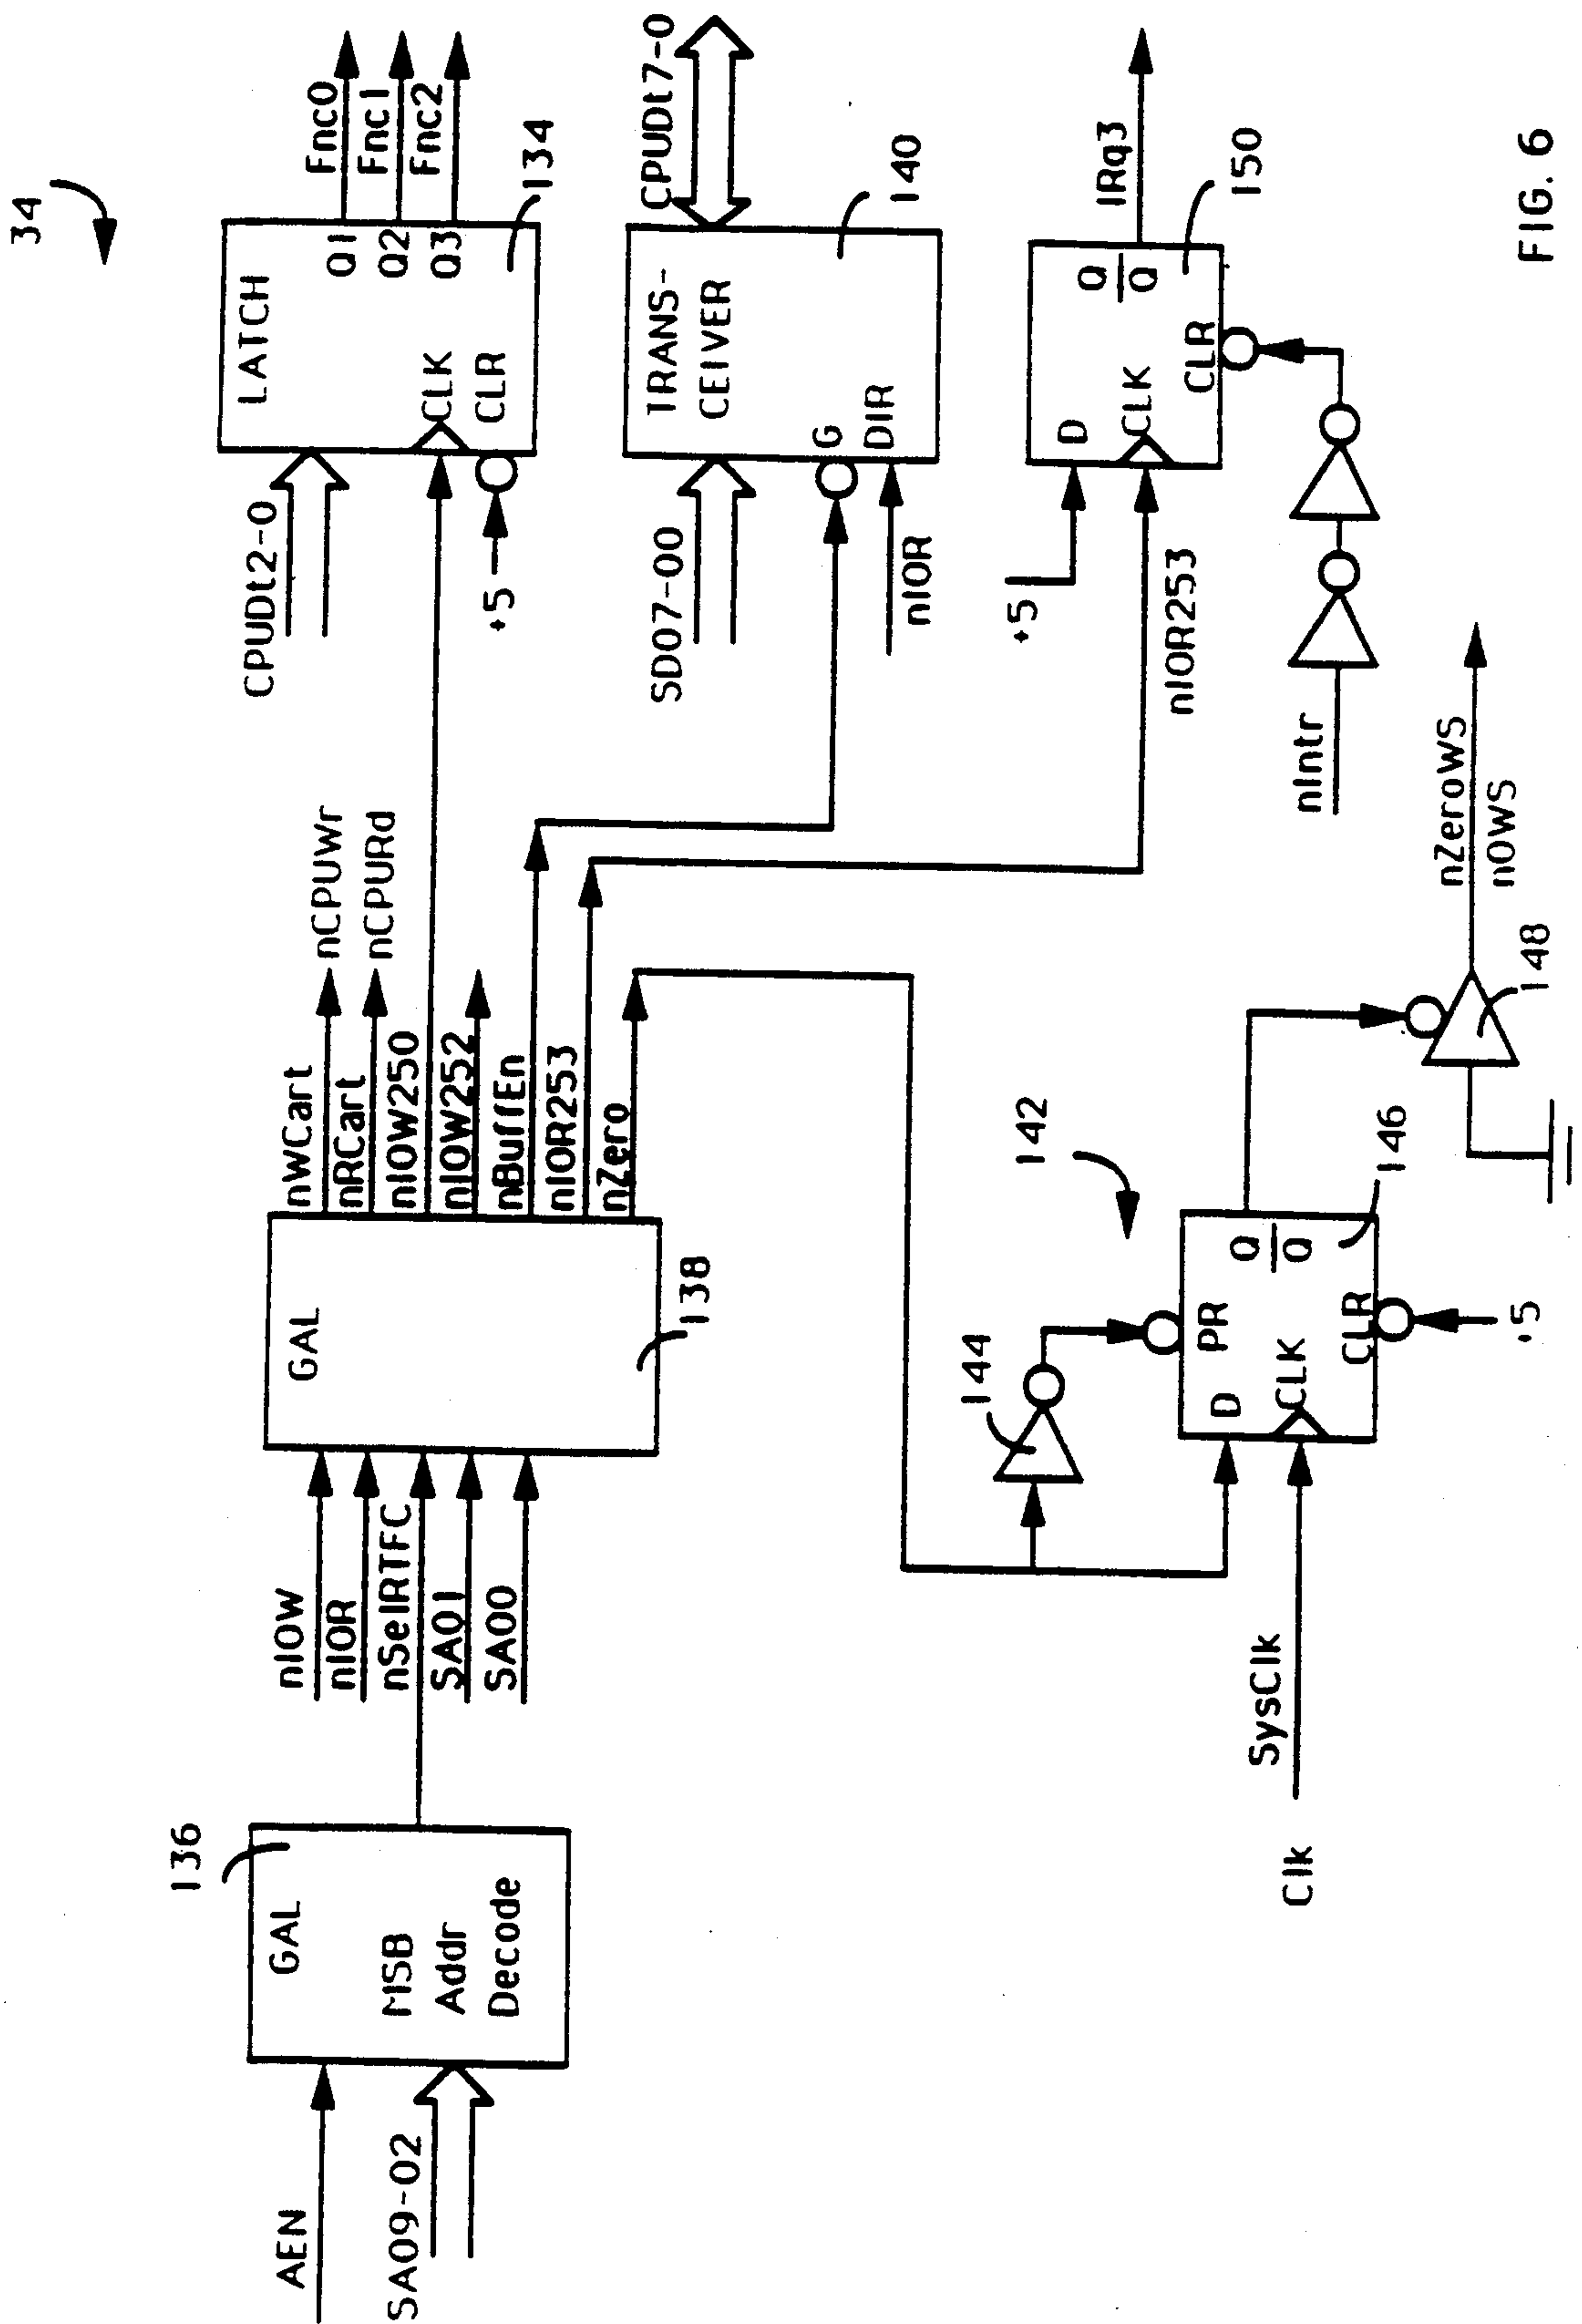 34
LATCH
Q1
Q2
Q3
CLK
CLR
CPUDt2-0
+5
Fnc0
Fnc1
Fnc2
134
TRANS-
CEIVER
G
DIR
SD07-00
nIOR
CPUDt7-0
140
D
Q
Q
CLK
CLR
+5
nIOR253
IRq3
150
nIntr
nWCart
nCPUWr
nRCart
nCPURd
nIOW250
nIOW252
nBuffEn
nIOR253
nZero
GAL
138
nIOW
nIOR
nSelRTFC
SA01
SA00
136
GAL
MSB
Addr
Decode
AEN
SA09-02
142
144
PR
D
Q
Q
CLK
CLR
146
+5
SysClk
Clk
148
nZeroWS
n0WS
FIG. 6